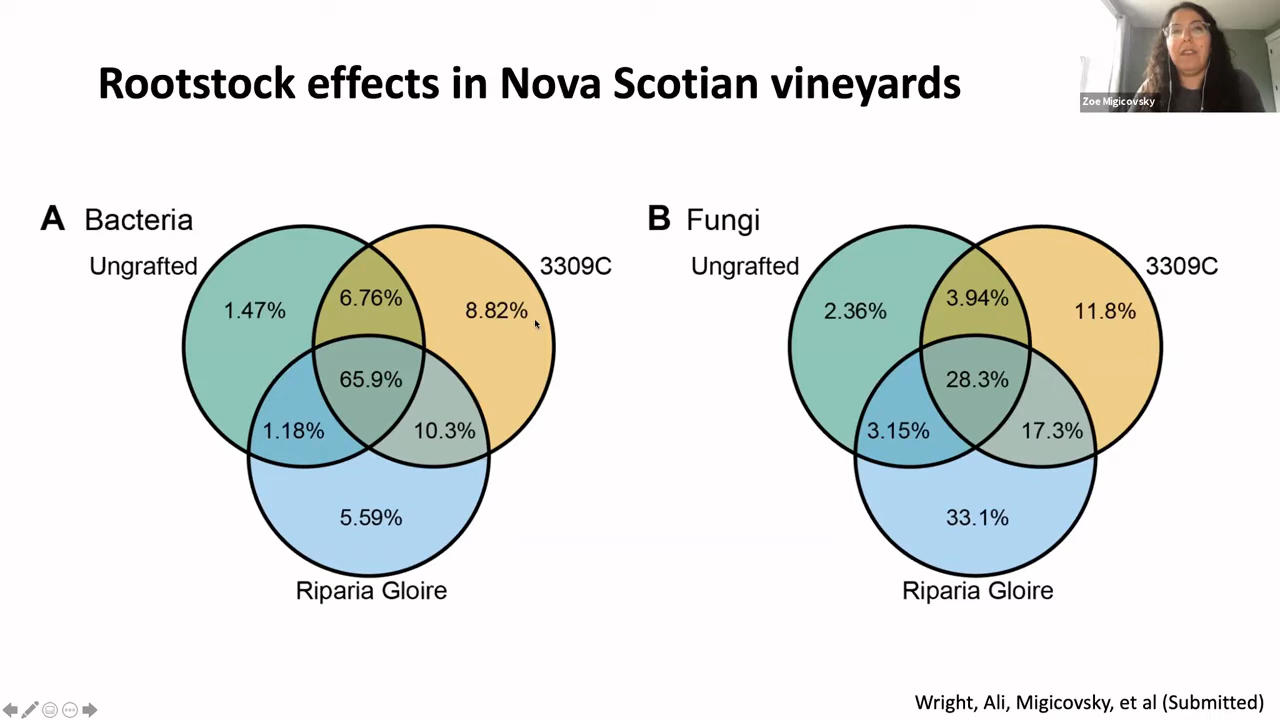 Rootstock effects in Nova Scotian vineyards
Zoe Migicovsky
A Bacteria
Ungrafted
3309C
1.47%
6.76%
8.82%
65.9%
1.18%
10.3%
5.59%
Riparia Gloire
B Fungi
Ungrafted
3309C
2.36%
3.94%
11.8%
28.3%
3.15%
17.3%
33.1%
Riparia Gloire
Wright, Ali, Migicovsky, et al (Submitted)